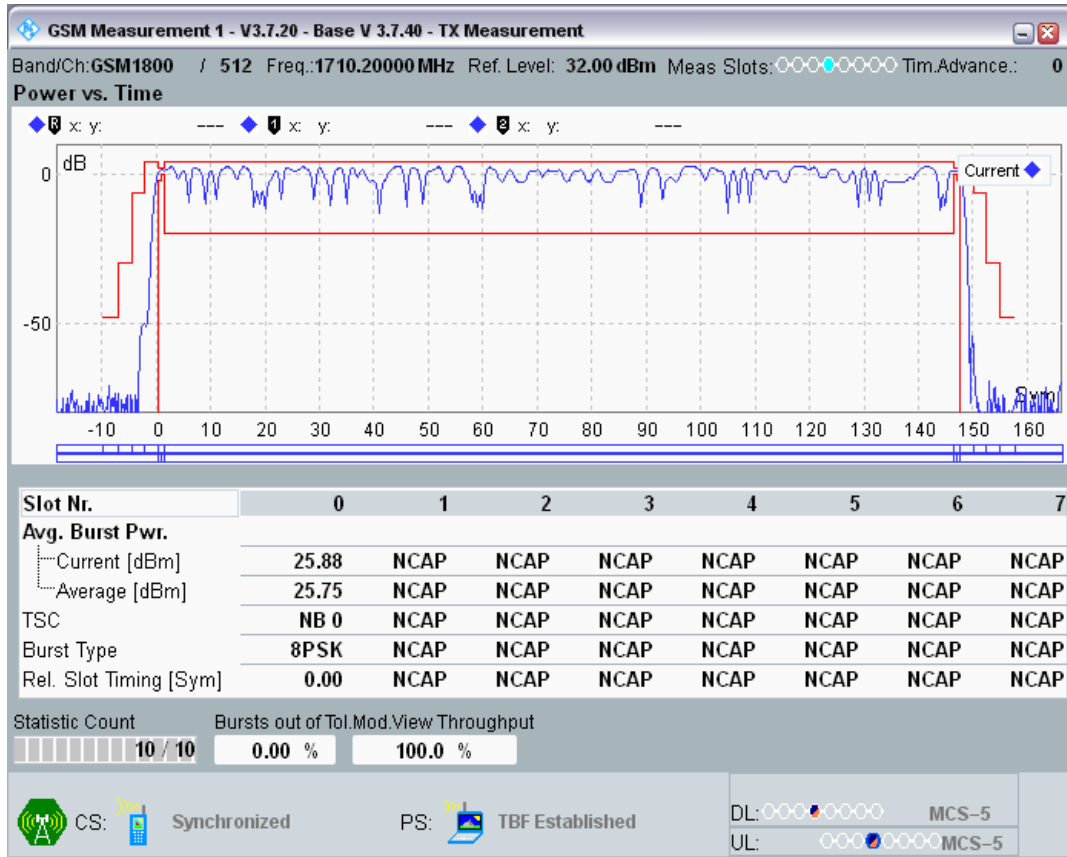 GSM Measurement 1 - V3.7.20 - Base V 3.7.40 - TX Measurement
Band/Ch:GSM1800 / 512 Freq.:1710.20000 MHz Ref. Level: 32.00 dBm Meas Slots: Tim.Advance.: 0
Power vs. Time
R x: y: --- 1 x: y: --- 2 x: y: ---
dB
Current
0
-50
Sym
-10 0 10 20 30 40 50 60 70 80 90 100 110 120 130 140 150 160
Slot Nr. 0 1 2 3 4 5 6 7
Avg. Burst Pwr.
Current [dBm] 25.88 NCAP NCAP NCAP NCAP NCAP NCAP NCAP
Average [dBm] 25.75 NCAP NCAP NCAP NCAP NCAP NCAP NCAP
TSC NB 0 NCAP NCAP NCAP NCAP NCAP NCAP NCAP
Burst Type 8PSK NCAP NCAP NCAP NCAP NCAP NCAP NCAP
Rel. Slot Timing [Sym] 0.00 NCAP NCAP NCAP NCAP NCAP NCAP NCAP
Statistic Count Bursts out of Tol.Mod.View Throughput
10 / 10 0.00 % 100.0 %
CS: Synchronized PS: TBF Established DL: MCS-5
UL: MCS-5